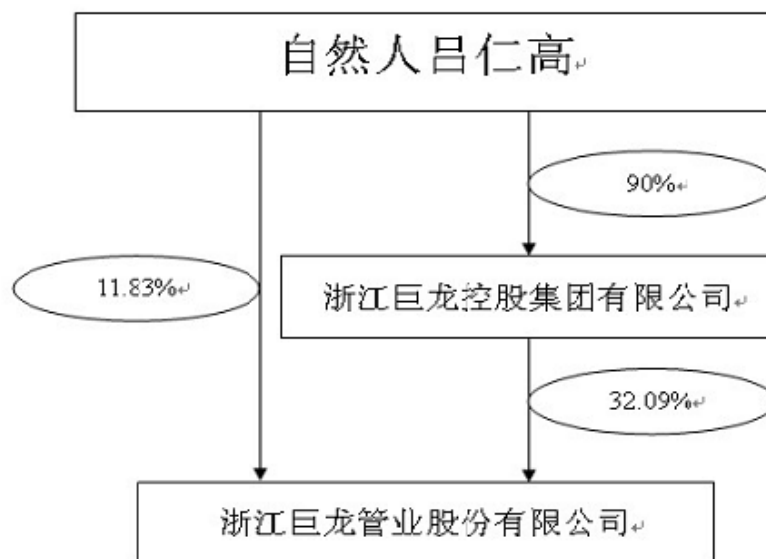 自然人吕仁高
90%
11.83%
浙江巨龙控股集团有限公司
32.09%
浙江巨龙管业股份有限公司